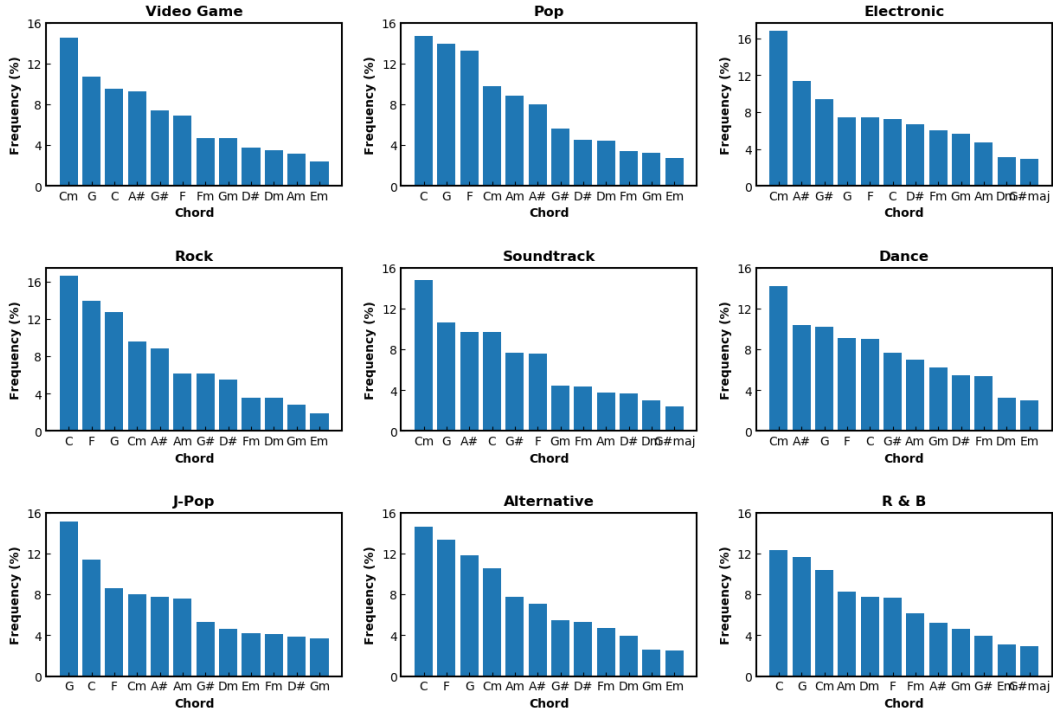 Video Game
Frequency (%)
16
12
8
4
0
Cm G C A# G# F Fm Gm D# Dm Am Em
Chord
Pop
Frequency (%)
16
12
8
4
0
C G F Cm Am A# G# D# Dm Fm Gm Em
Chord
Electronic
Frequency (%)
16
12
8
4
0
Cm A# G# G F C D# Fm Gm Am Dm G#maj
Chord
Rock
Frequency (%)
16
12
8
4
0
C F G Cm A# Am G# D# Fm Dm Gm Em
Chord
Soundtrack
Frequency (%)
16
12
8
4
0
Cm G A# C G# F Gm Fm Am D# Dm G#maj
Chord
Dance
Frequency (%)
16
12
8
4
0
Cm A# G F C G# Am Gm D# Fm Dm Em
Chord
J-Pop
Frequency (%)
16
12
8
4
0
G C F Cm A# Am G# Dm Em Fm D# Gm
Chord
Alternative
Frequency (%)
16
12
8
4
0
C F G Cm Am A# G# D# Fm Dm Gm Em
Chord
R & B
Frequency (%)
16
12
8
4
0
C G Cm Am Dm F Fm A# Gm G# Em G#maj
Chord